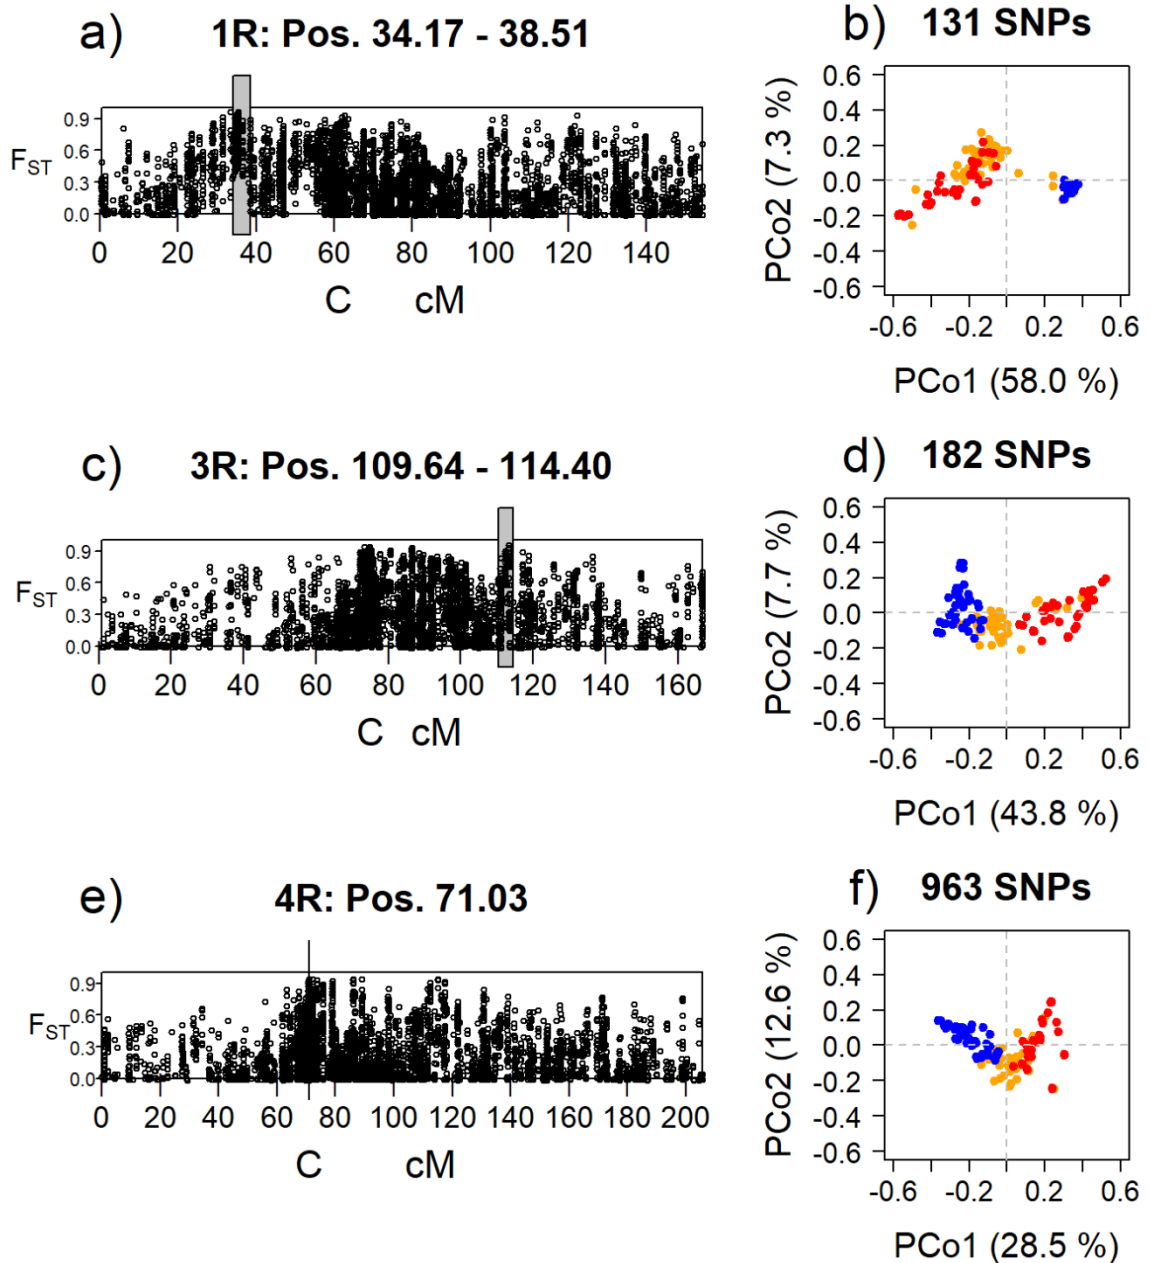 a) 1R: Pos. 34.17 - 38.51
0.9
0.6
0.3
0.0
FST
0 20 40 60 80 100 120 140
C cM
b) 131 SNPs
0.6
0.4
0.2
0.0
-0.2
-0.4
-0.6
PCo2 (7.3 %)
-0.6 -0.2 0.2 0.6
PCo1 (58.0 %)
c) 3R: Pos. 109.64 - 114.40
0.9
0.6
0.3
0.0
FST
0 20 40 60 80 100 120 140 160
C cM
d) 182 SNPs
0.6
0.4
0.2
0.0
-0.2
-0.4
-0.6
PCo2 (7.7 %)
-0.6 -0.2 0.2 0.6
PCo1 (43.8 %)
e) 4R: Pos. 71.03
0.9
0.6
0.3
0.0
FST
0 20 40 60 80 100 120 140 160 180 200
C cM
f) 963 SNPs
0.6
0.4
0.2
0.0
-0.2
-0.4
-0.6
PCo2 (12.6 %)
-0.6 -0.2 0.2 0.6
PCo1 (28.5 %)